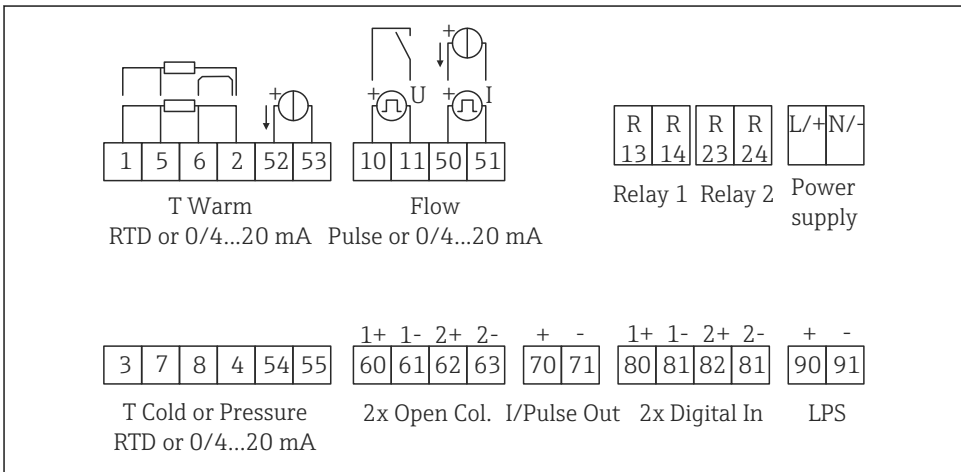 + + U + + I
+
1 5 6 2 52 53
10 11 50 51
R R R R L/+ N/-
13 14 23 24
T Warm
RTD or 0/4...20 mA
Flow
Pulse or 0/4...20 mA
Relay 1 Relay 2 Power
supply
1+ 1- 2+ 2- + - 1+ 1- 2+ 2- + -
3 7 8 4 54 55
60 61 62 63
70 71
80 81 82 81
90 91
T Cold or Pressure
RTD or 0/4...20 mA
2x Open Col.
I/Pulse Out
2x Digital In
LPS